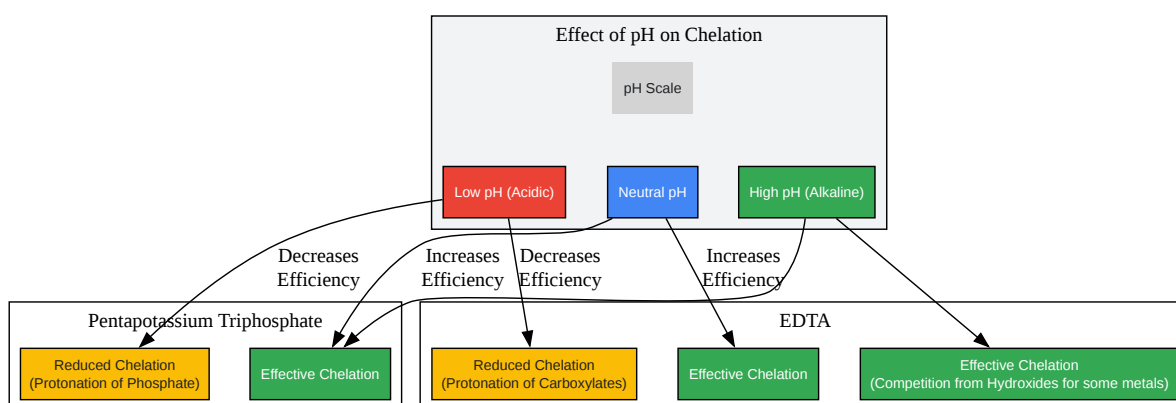 Effect of pH on Chelation
pH Scale
Low pH (Acidic)
Neutral pH
High pH (Alkaline)
Decreases
Efficiency
Increases
Efficiency
Decreases
Efficiency
Increases
Efficiency
Pentapotassium Triphosphate
EDTA
Reduced Chelation
(Protonation of Phosphate)
Effective Chelation
Reduced Chelation
(Protonation of Carboxylates)
Effective Chelation
Effective Chelation
(Competition from Hydroxides for some metals)